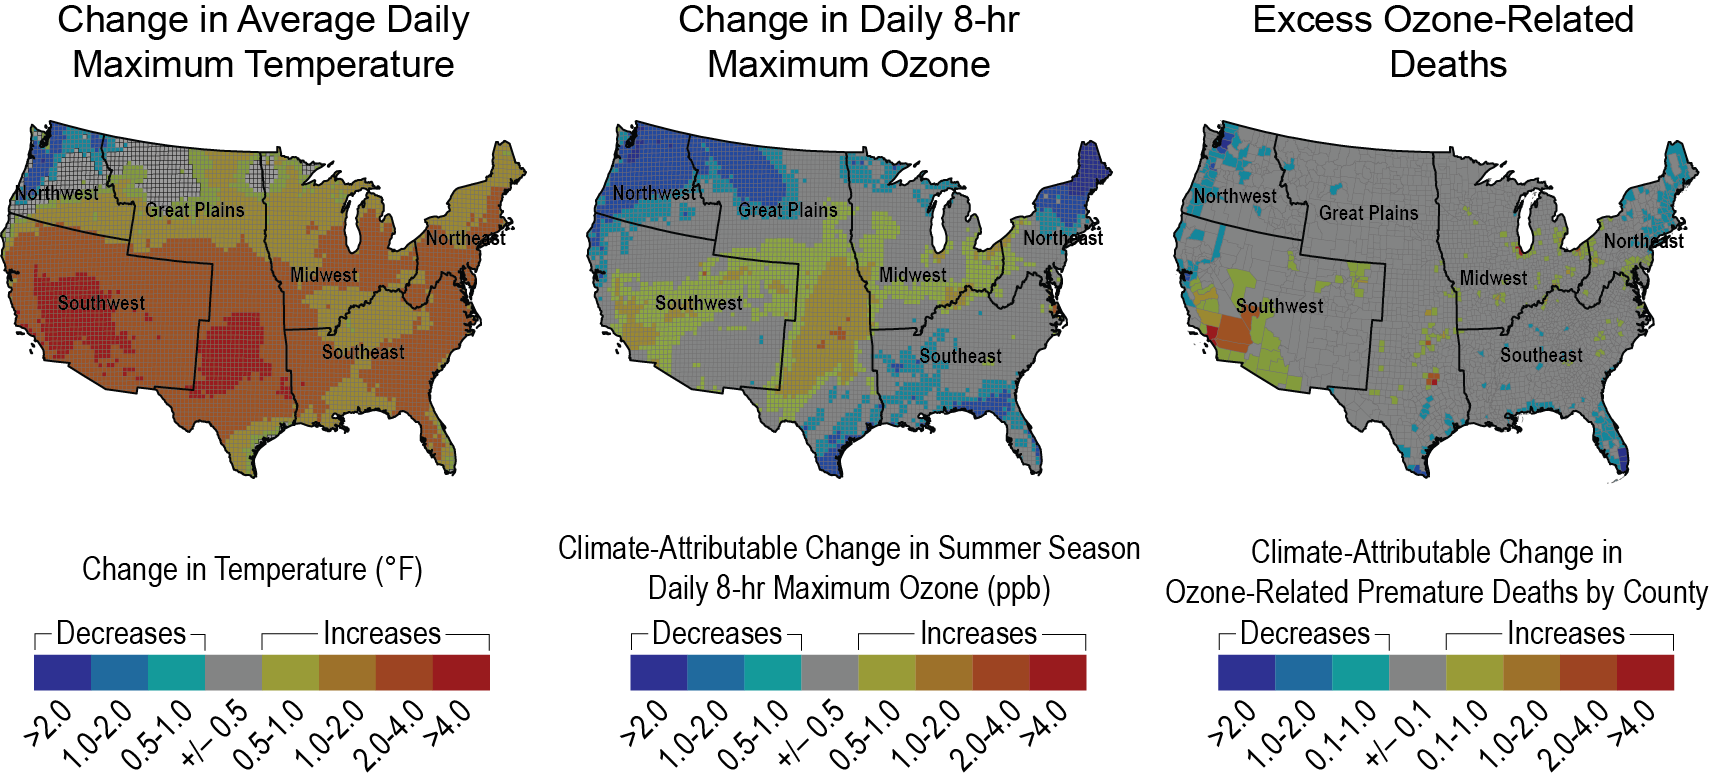 Change in Average Daily
Maximum Temperature
Northwest
Great Plains
Northeast
Midwest
Southwest
Southeast
Change in Temperature (°F)
Decreases
Increases
>2.0
1.0-2.0
0.5-1.0
+/− 0.5
0.5-1.0
1.0-2.0
2.0-4.0
>4.0
Change in Daily 8-hr
Maximum Ozone
Northwest
Great Plains
Northeast
Midwest
Southwest
Southeast
Climate-Attributable Change in Summer Season
Daily 8-hr Maximum Ozone (ppb)
Decreases
Increases
>2.0
1.0-2.0
0.5-1.0
+/− 0.5
0.5-1.0
1.0-2.0
2.0-4.0
>4.0
Excess Ozone-Related
Deaths
Northwest
Great Plains
Northeast
Midwest
Southwest
Southeast
Climate-Attributable Change in
Ozone-Related Premature Deaths by County
Decreases
Increases
>2.0
1.0-2.0
0.1-1.0
+/− 0.1
0.1-1.0
1.0-2.0
2.0-4.0
>4.0